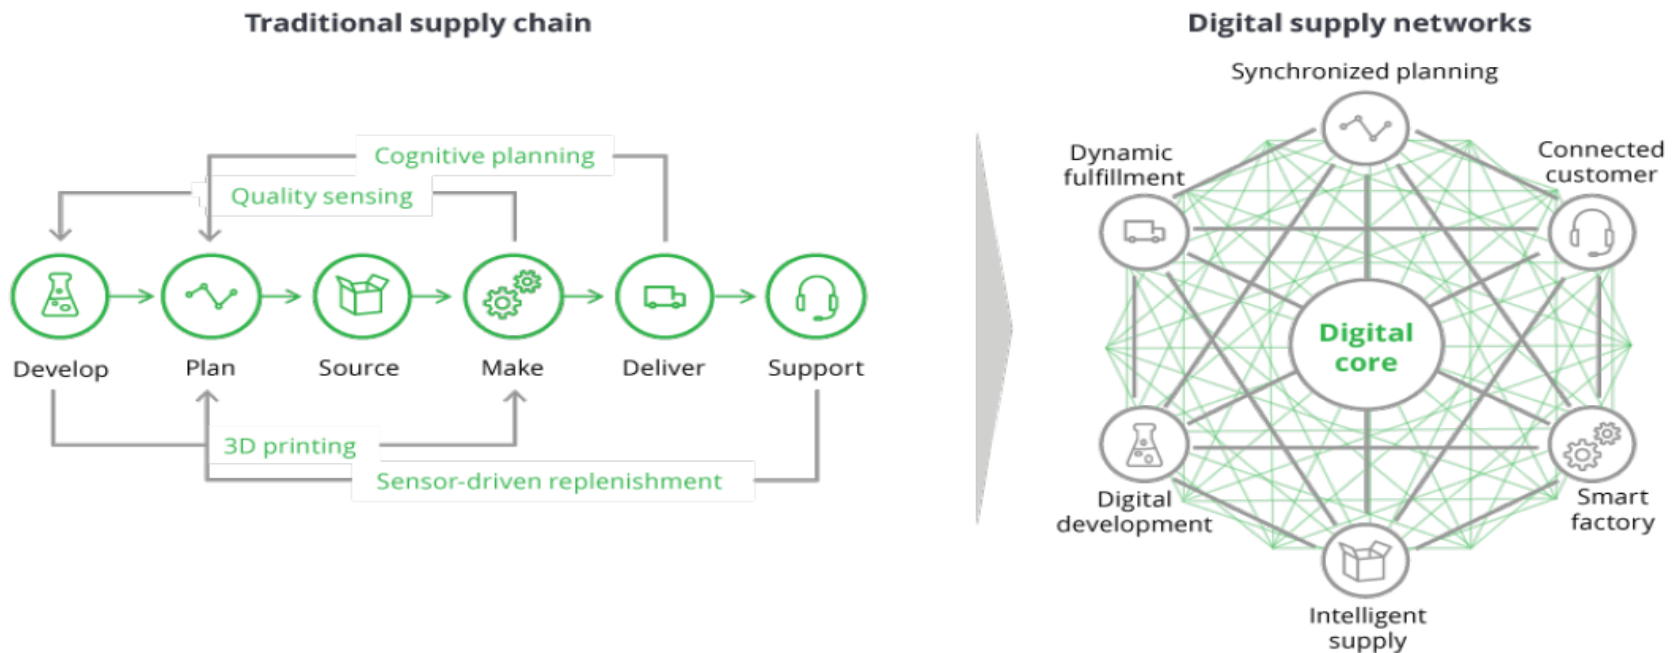 Traditional supply chain
Cognitive planning
Quality sensing
Develop
Plan
Source
Make
Deliver
Support
3D printing
Sensor-driven replenishment
Digital supply networks
Synchronized planning
Dynamic
fulfillment
Connected
customer
Digital
core
Digital
development
Smart
factory
Intelligent
supply